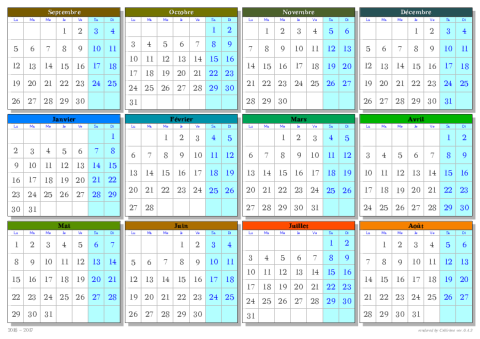 Septembre
Lu Ma Me Je Ve Sa Di
1 2 3 4
5 6 7 8 9 10 11
12 13 14 15 16 17 18
19 20 21 22 23 24 25
26 27 28 29 30
Octobre
Lu Ma Me Je Ve Sa Di
1 2
3 4 5 6 7 8 9
10 11 12 13 14 15 16
17 18 19 20 21 22 23
24 25 26 27 28 29 30
31
Novembre
Lu Ma Me Je Ve Sa Di
1 2 3 4 5 6
7 8 9 10 11 12 13
14 15 16 17 18 19 20
21 22 23 24 25 26 27
28 29 30
Décembre
Lu Ma Me Je Ve Sa Di
1 2 3 4
5 6 7 8 9 10 11
12 13 14 15 16 17 18
19 20 21 22 23 24 25
26 27 28 29 30 31
Janvier
Lu Ma Me Je Ve Sa Di
1
2 3 4 5 6 7 8
9 10 11 12 13 14 15
16 17 18 19 20 21 22
23 24 25 26 27 28 29
30 31
Février
Lu Ma Me Je Ve Sa Di
1 2 3 4 5
6 7 8 9 10 11 12
13 14 15 16 17 18 19
20 21 22 23 24 25 26
27 28
Mars
Lu Ma Me Je Ve Sa Di
1 2 3 4 5
6 7 8 9 10 11 12
13 14 15 16 17 18 19
20 21 22 23 24 25 26
27 28 29 30 31
Avril
Lu Ma Me Je Ve Sa Di
1 2
3 4 5 6 7 8 9
10 11 12 13 14 15 16
17 18 19 20 21 22 23
24 25 26 27 28 29 30
Mai
Lu Ma Me Je Ve Sa Di
1 2 3 4 5 6 7
8 9 10 11 12 13 14
15 16 17 18 19 20 21
22 23 24 25 26 27 28
29 30 31
Juin
Lu Ma Me Je Ve Sa Di
1 2 3 4
5 6 7 8 9 10 11
12 13 14 15 16 17 18
19 20 21 22 23 24 25
26 27 28 29 30
Juillet
Lu Ma Me Je Ve Sa Di
1 2
3 4 5 6 7 8 9
10 11 12 13 14 15 16
17 18 19 20 21 22 23
24 25 26 27 28 29 30
31
Août
Lu Ma Me Je Ve Sa Di
1 2 3 4 5 6
7 8 9 10 11 12 13
14 15 16 17 18 19 20
21 22 23 24 25 26 27
28 29 30 31
2016 - 2017